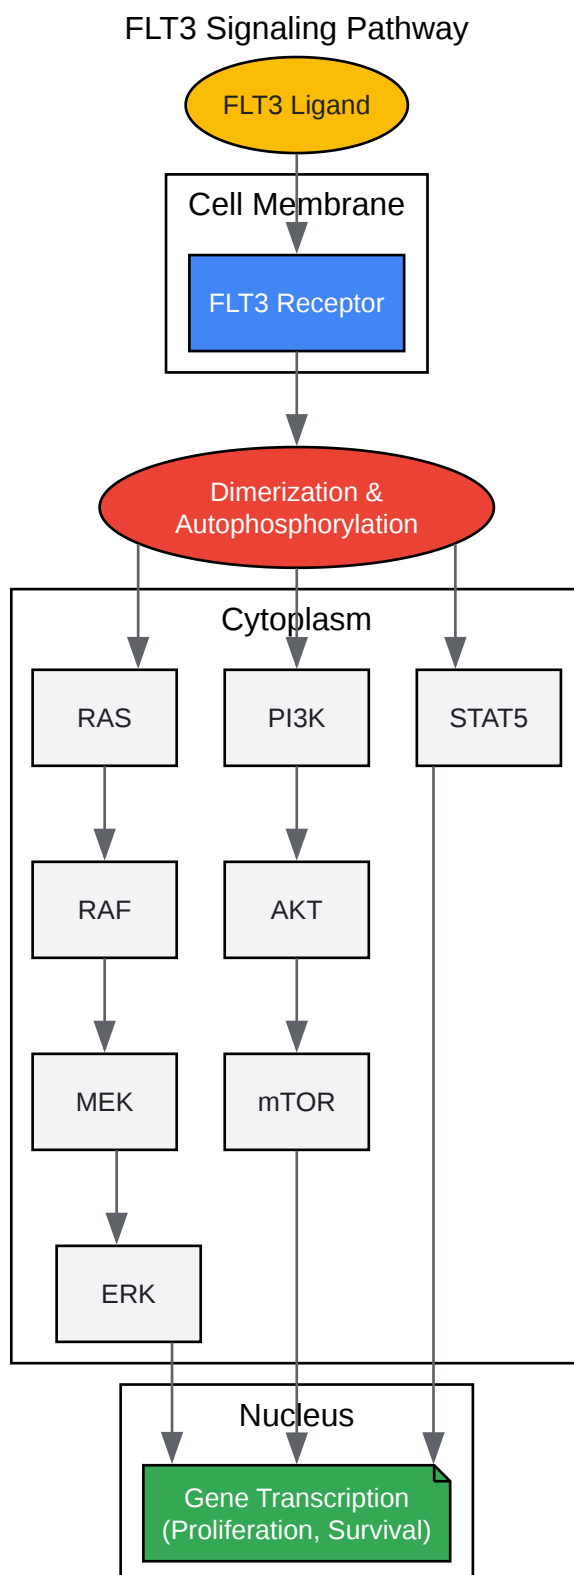 FLT3 Signaling Pathway
FLT3 Ligand
Cell Membrane
FLT3 Receptor
Dimerization &
Autophosphorylation
Cytoplasm
RAS
PI3K
STAT5
RAF
AKT
MEK
mTOR
ERK
Nucleus
Gene Transcription
(Proliferation, Survival)